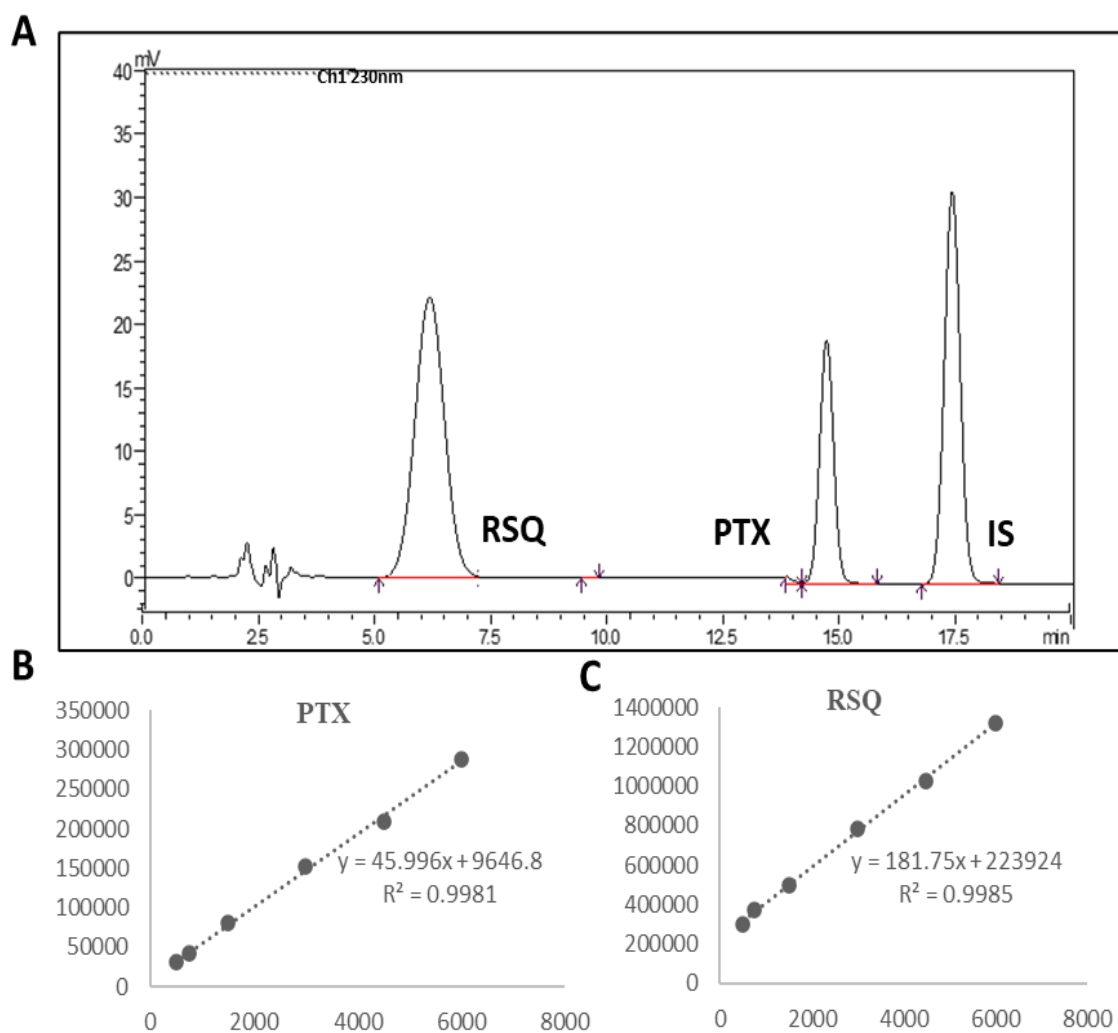 A
mV
Ch1 230nm
40
35
30
25
20
15
10
5
0
RSQ
PTX
IS
0.0 2.5 5.0 7.5 10.0 12.5 15.0 17.5 min
B
PTX
350000
300000
250000
200000
150000
100000
50000
0
y = 45.996x + 9646.8
R² = 0.9981
0 2000 4000 6000 8000
C
RSQ
1400000
1200000
1000000
800000
600000
400000
200000
0
y = 181.75x + 223924
R² = 0.9985
0 2000 4000 6000 8000